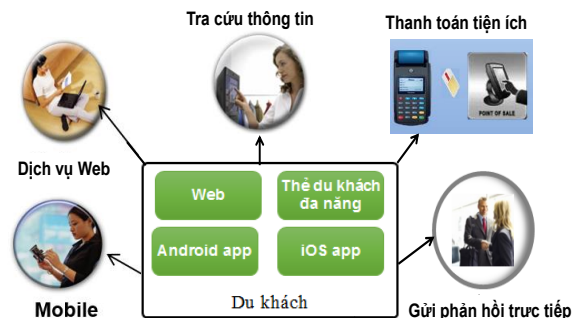 Tra cứu thông tin
Thanh toán tiện ích
POINT OF SALE
Dịch vụ Web
Web
Thẻ du khách
đa năng
Android app
iOS app
Du khách
Mobile
Gửi phản hồi trực tiếp